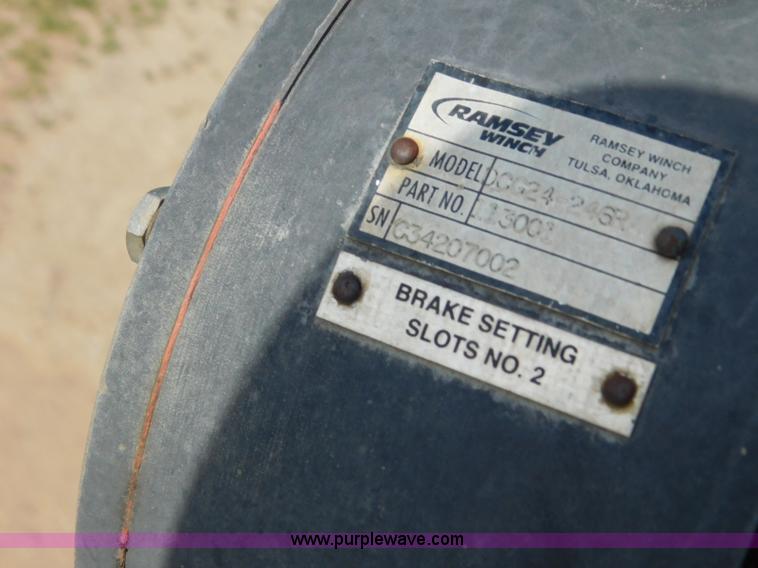 RAMSEY
WINCH
RAMSEY WINCH
COMPANY
TULSA, OKLAHOMA
MODEL
PART NO. 113001
SN C34207002
BRAKE SETTING
SLOTS NO. 2
www.purplewave.com